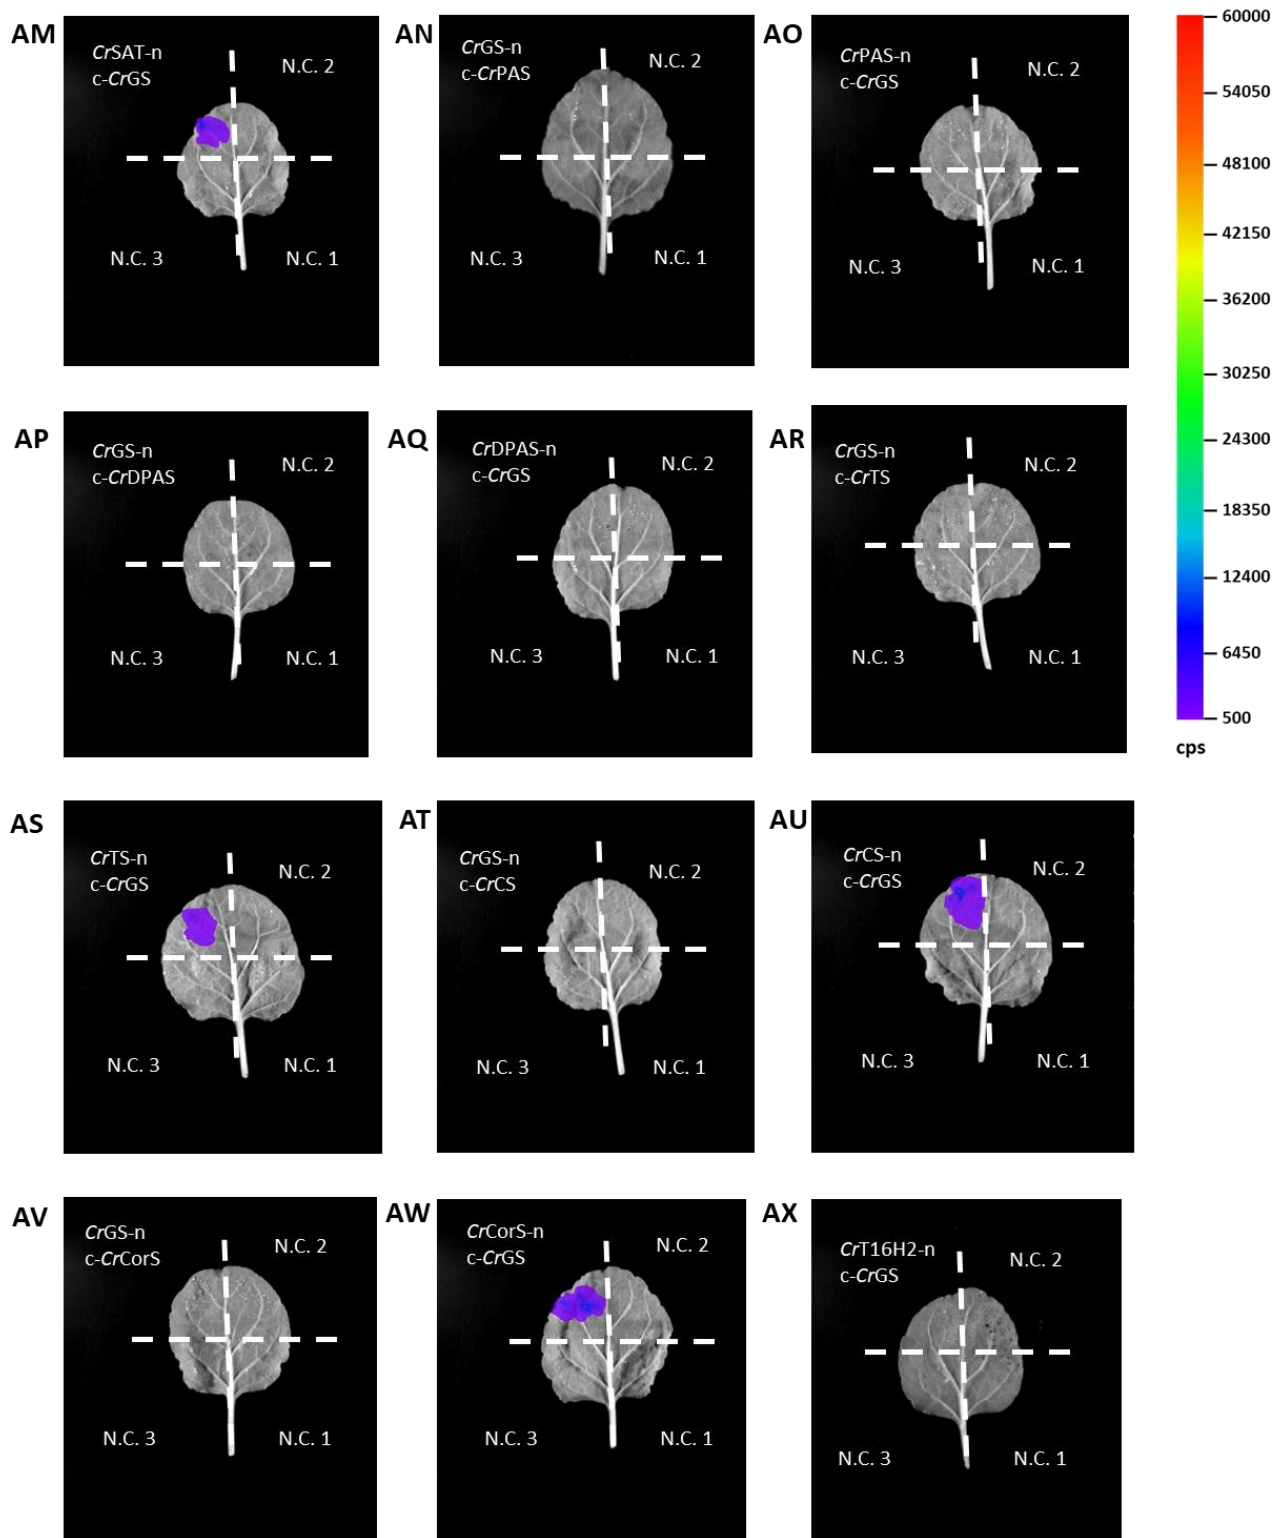 AM
CrSAT-n
c-CrGS
N.C. 2
N.C. 3
N.C. 1
AN
CrGS-n
c-CrPAS
N.C. 2
N.C. 3
N.C. 1
AO
CrPAS-n
c-CrGS
N.C. 2
N.C. 3
N.C. 1
60000
54050
48100
42150
36200
30250
24300
18350
12400
6450
500
cps
AP
CrGS-n
c-CrDPAS
N.C. 2
N.C. 3
N.C. 1
AQ
CrDPAS-n
c-CrGS
N.C. 2
N.C. 3
N.C. 1
AR
CrGS-n
c-CrTS
N.C. 2
N.C. 3
N.C. 1
AS
CrTS-n
c-CrGS
N.C. 2
N.C. 3
N.C. 1
AT
CrGS-n
c-CrCS
N.C. 2
N.C. 3
N.C. 1
AU
CrCS-n
c-CrGS
N.C. 2
N.C. 3
N.C. 1
AV
CrGS-n
c-CrCorS
N.C. 2
N.C. 3
N.C. 1
AW
CrCorS-n
c-CrGS
N.C. 2
N.C. 3
N.C. 1
AX
CrT16H2-n
c-CrGS
N.C. 2
N.C. 3
N.C. 1